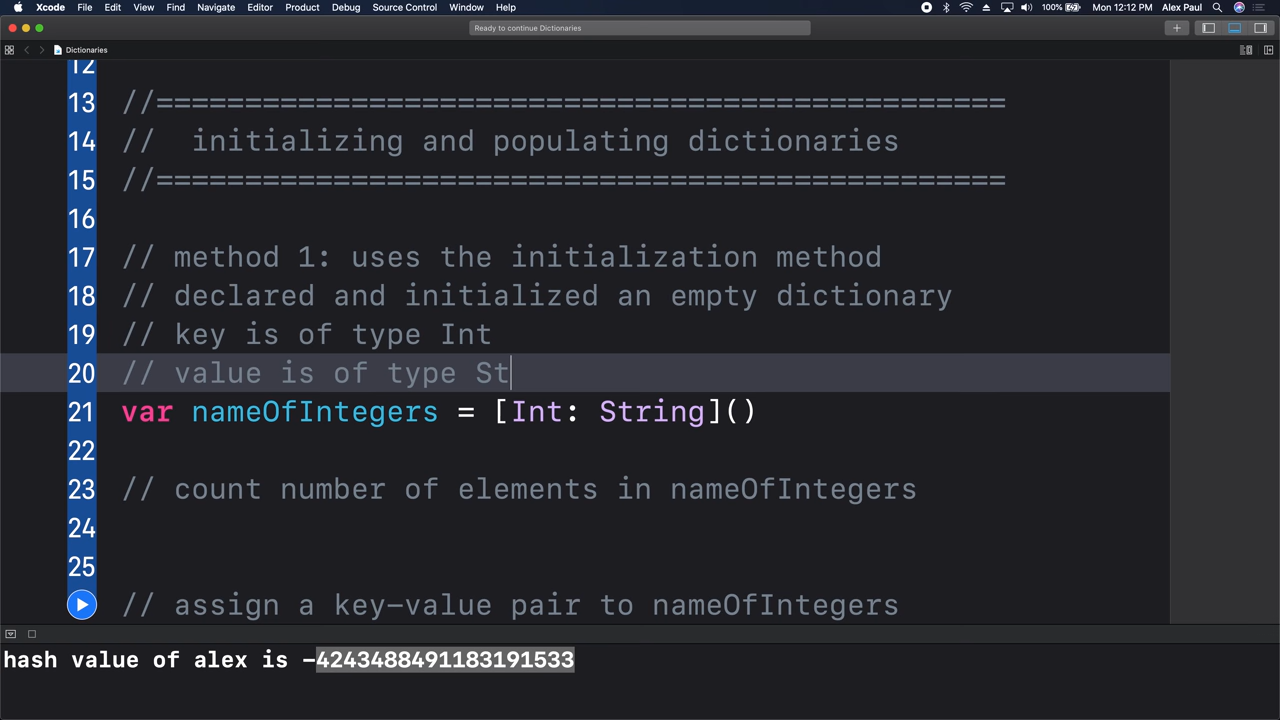 Xcode File Edit View Find Navigate Editor Product Debug Source Control Window Help 100% Mon 12:12 PM Alex Paul
Ready to continue Dictionaries
Dictionaries
12
13 //================================================
14 //  initializing and populating dictionaries
15 //================================================
16
17 // method 1: uses the initialization method
18 // declared and initialized an empty dictionary
19 // key is of type Int
20 // value is of type St
21 var nameOfIntegers = [Int: String]()
22
23 // count number of elements in nameOfIntegers
24
25
// assign a key-value pair to nameOfIntegers
hash value of alex is -4243488491183191533